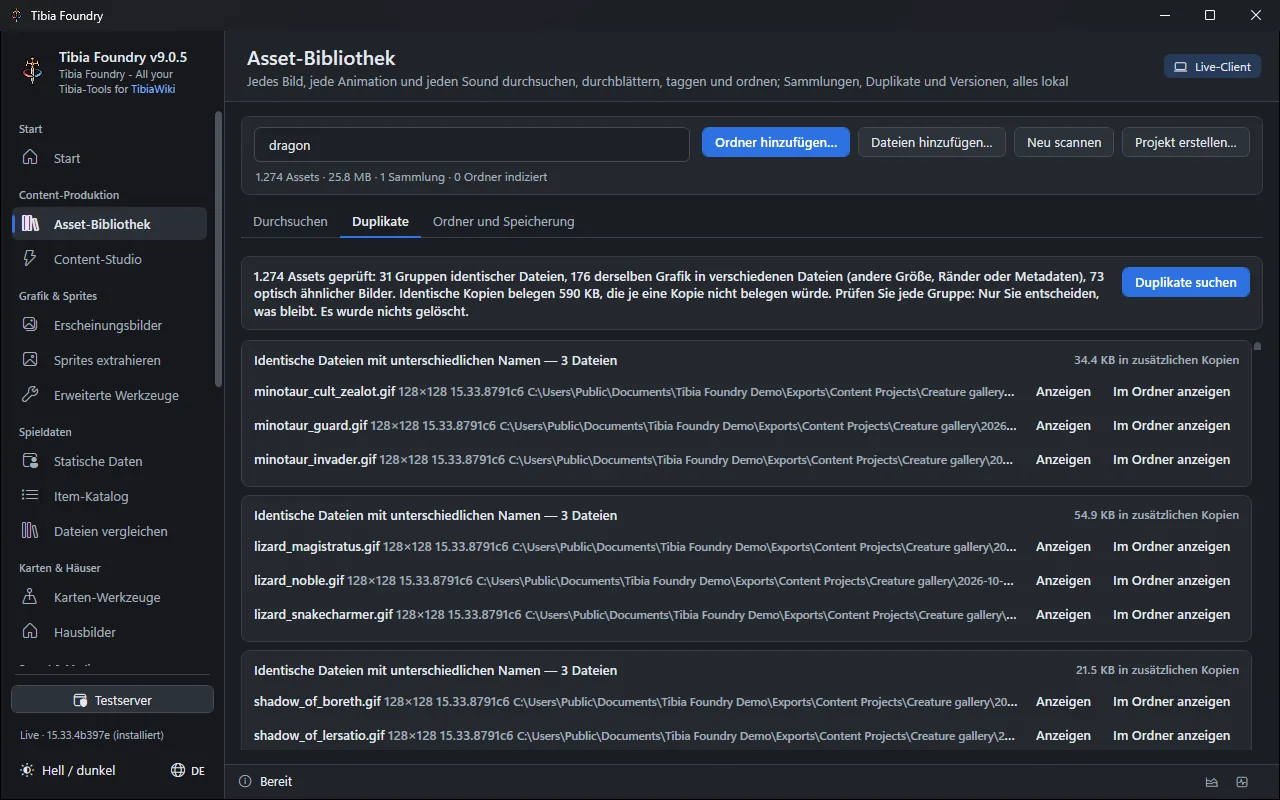 Tibia Foundry
Tibia Foundry v9.0.5
Tibia Foundry - All your
Tibia-Tools for TibiaWiki
Start
Start
Content-Produktion
Asset-Bibliothek
Content-Studio
Grafik & Sprites
Erscheinungsbilder
Sprites extrahieren
Erweiterte Werkzeuge
Spieldaten
Statische Daten
Item-Katalog
Dateien vergleichen
Karten & Häuser
Karten-Werkzeuge
Hausbilder
Testserver
Live · 15.33.4b397e (installiert)
Hell / dunkel
DE
Asset-Bibliothek
Jedes Bild, jede Animation und jeden Sound durchsuchen, durchblättern, taggen und ordnen; Sammlungen, Duplikate und Versionen, alles lokal
Live-Client
dragon
Ordner hinzufügen...
Dateien hinzufügen...
Neu scannen
Projekt erstellen...
1.274 Assets · 25.8 MB · 1 Sammlung · 0 Ordner indiziert
Durchsuchen
Duplikate
Ordner und Speicherung
1.274 Assets geprüft: 31 Gruppen identischer Dateien, 176 derselben Grafik in verschiedenen Dateien (andere Größe, Ränder oder Metadaten), 73
optisch ähnlicher Bilder. Identische Kopien belegen 590 KB, die je eine Kopie nicht belegen würde. Prüfen Sie jede Gruppe: Nur Sie entscheiden,
was bleibt. Es wurde nichts gelöscht.
Duplikate suchen
Identische Dateien mit unterschiedlichen Namen — 3 Dateien
34.4 KB in zusätzlichen Kopien
minotaur_cult_zealot.gif 128×128 15.33.8791c6 C:\Users\Public\Documents\Tibia Foundry Demo\Exports\Content Projects\Creature gallery... Anzeigen Im Ordner anzeigen
minotaur_guard.gif 128×128 15.33.8791c6 C:\Users\Public\Documents\Tibia Foundry Demo\Exports\Content Projects\Creature gallery\2026... Anzeigen Im Ordner anzeigen
minotaur_invader.gif 128×128 15.33.8791c6 C:\Users\Public\Documents\Tibia Foundry Demo\Exports\Content Projects\Creature gallery\20... Anzeigen Im Ordner anzeigen
Identische Dateien mit unterschiedlichen Namen — 3 Dateien
54.9 KB in zusätzlichen Kopien
lizard_magistratus.gif 128×128 15.33.8791c6 C:\Users\Public\Documents\Tibia Foundry Demo\Exports\Content Projects\Creature gallery\20... Anzeigen Im Ordner anzeigen
lizard_noble.gif 128×128 15.33.8791c6 C:\Users\Public\Documents\Tibia Foundry Demo\Exports\Content Projects\Creature gallery\2026-10-... Anzeigen Im Ordner anzeigen
lizard_snakecharmer.gif 128×128 15.33.8791c6 C:\Users\Public\Documents\Tibia Foundry Demo\Exports\Content Projects\Creature gallery\... Anzeigen Im Ordner anzeigen
Identische Dateien mit unterschiedlichen Namen — 3 Dateien
21.5 KB in zusätzlichen Kopien
shadow_of_boreth.gif 128×128 15.33.8791c6 C:\Users\Public\Documents\Tibia Foundry Demo\Exports\Content Projects\Creature gallery\20... Anzeigen Im Ordner anzeigen
shadow_of_lersatio.gif 128×128 15.33.8791c6 C:\Users\Public\Documents\Tibia Foundry Demo\Exports\Content Projects\Creature gallery\2... Anzeigen Im Ordner anzeigen
Bereit